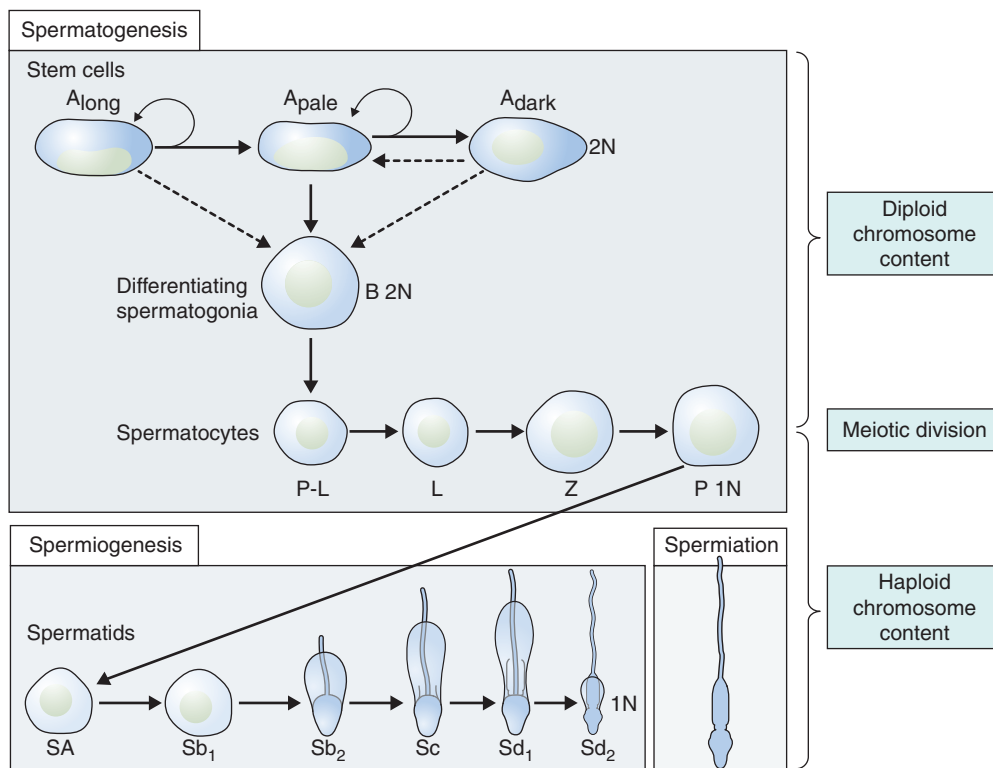 Spermatogenesis
Stem cells
Along
Apale
Adark
2N
Differentiating
spermatogonia
B 2N
Spermatocytes
P-L
L
Z
P 1N
Diploid
chromosome
content
Meiotic division
Haploid
chromosome
content
Spermiogenesis
Spermatids
SA
Sb1
Sb2
Sc
Sd1
Sd2
1N
Spermiation